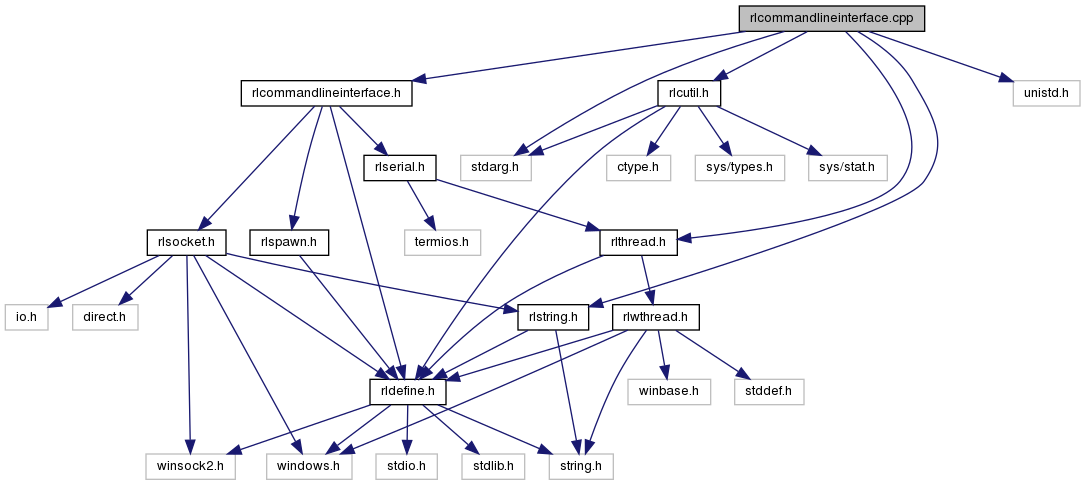 rlcommandlineinterface.cpp
rlcommandlineinterface.h
rlcutil.h
unistd.h
rlserial.h
stdarg.h
ctype.h
sys/types.h
sys/stat.h
rlsocket.h
rlspawn.h
termios.h
rlthread.h
io.h
direct.h
rlstring.h
rlwthread.h
rldefine.h
winbase.h
stddef.h
winsock2.h
windows.h
stdio.h
stdlib.h
string.h